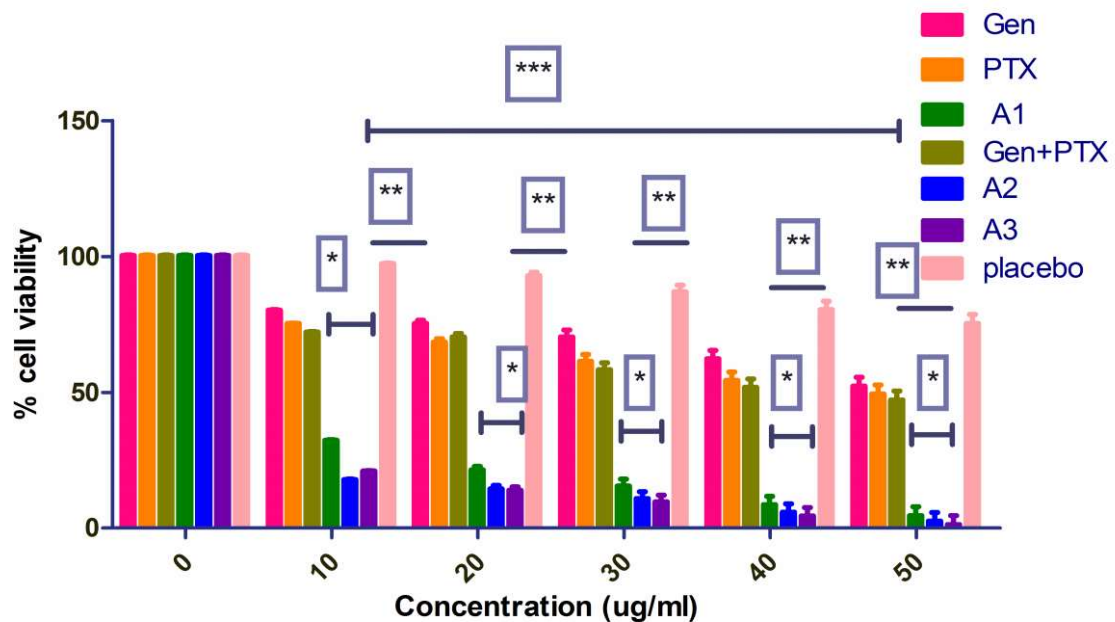 Gen
PTX
A1
Gen+PTX
A2
A3
placebo
***
150
**
**
**
**
**
100
*
*
*
*
*
50
0
% cell viability
0
10
20
30
40
50
Concentration (ug/ml)